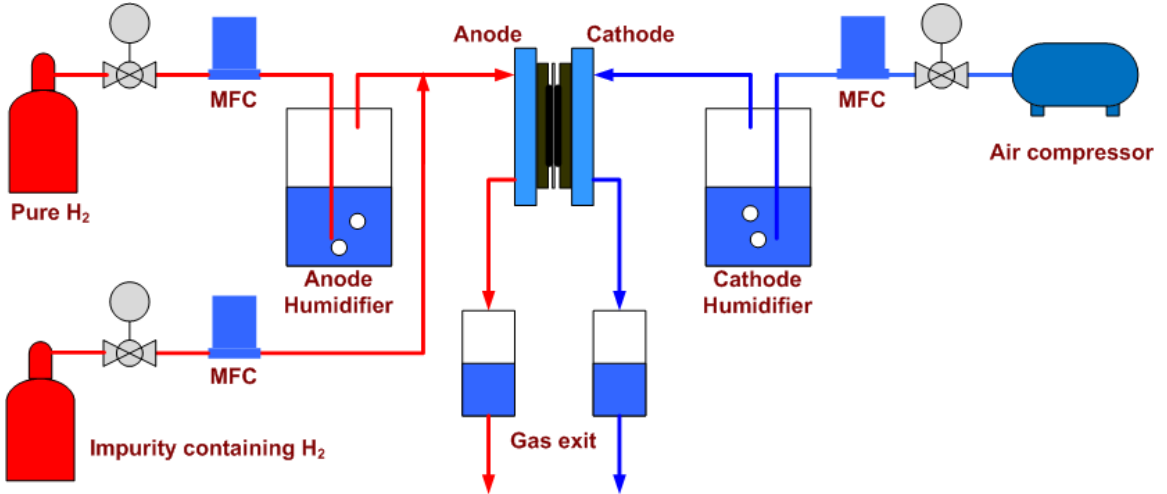 Anode
Cathode
MFC
MFC
Air compressor
Pure H₂
Anode
Humidifier
Cathode
Humidifier
MFC
Impurity containing H₂
Gas exit